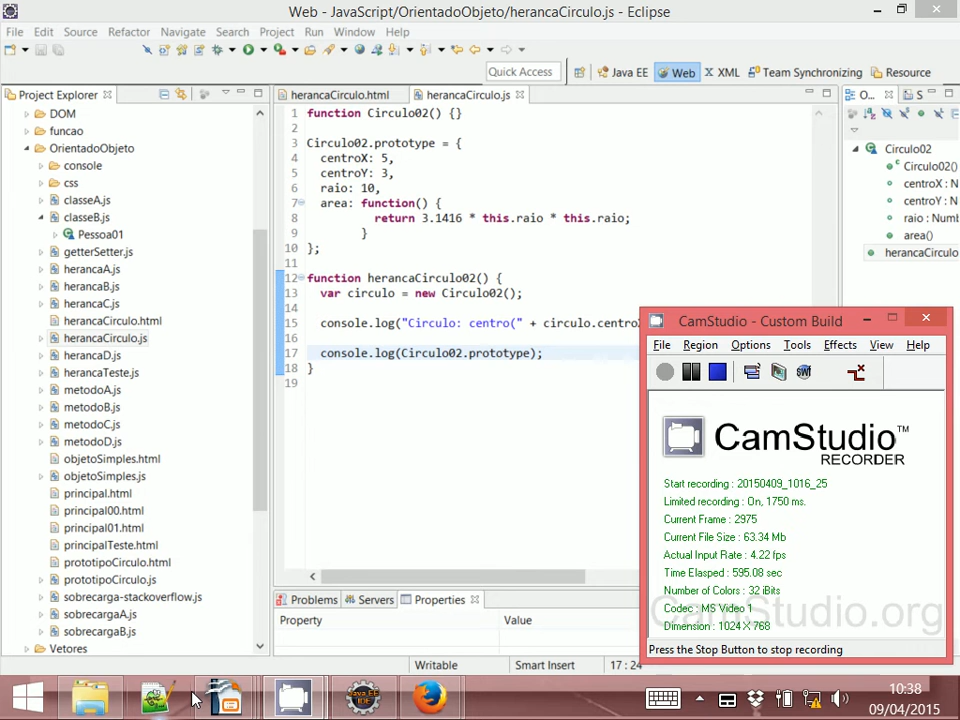 Web - JavaScript/OrientadoObjeto/herancaCirculo.js - Eclipse
File Edit Source Refactor Navigate Search Project Run Window Help
Quick Access Java EE Web XML Team Synchronizing Resource
Project Explorer
DOM
funcao
OrientadoObjeto
console
css
classeA.js
classeB.js
Pessoa01
getterSetter.js
herancaA.js
herancaB.js
herancaC.js
herancaCirculo.html
herancaCirculo.js
herancaD.js
herancaTeste.js
metodoA.js
metodoB.js
metodoC.js
metodoD.js
objetoSimples.html
objetoSimples.js
principal.html
principal00.html
principal01.html
principalTeste.html
prototipoCirculo.html
prototipoCirculo.js
sobrecarga-stackoverflow.js
sobrecargaA.js
sobrecargaB.js
Vetores
herancaCirculo.html herancaCirculo.js
1 function Circulo02() {}
2
3 Circulo02.prototype = {
4 centroX: 5,
5 centroY: 3,
6 raio: 10,
7 area: function() {
8 return 3.1416 * this.raio * this.raio;
9 }
10 };
11
12 function herancaCirculo02() {
13 var circulo = new Circulo02();
14
15 console.log("Circulo: centro(" + circulo.centro
16
17 console.log(Circulo02.prototype);
18 }
19
O... S
Circulo02
Circulo02()
centroX : N
centroY : N
raio : Numb
area()
herancaCirculo
Problems Servers Properties
Property Value
Writable Smart Insert 17 : 24
CamStudio - Custom Build
File Region Options Tools Effects View Help
SWF
CamStudio™
RECORDER
Start recording : 20150409_1016_25
Limited recording : On, 1750 ms.
Current Frame : 2975
Current File Size : 63.34 Mb
Actual Input Rate : 4.22 fps
Time Elasped : 595.08 sec
Number of Colors : 32 iBits
Codec : MS Video 1
Dimension : 1024 X 768
CamStudio.org
Press the Stop Button to stop recording
Java EE
IDE
10:38
09/04/2015